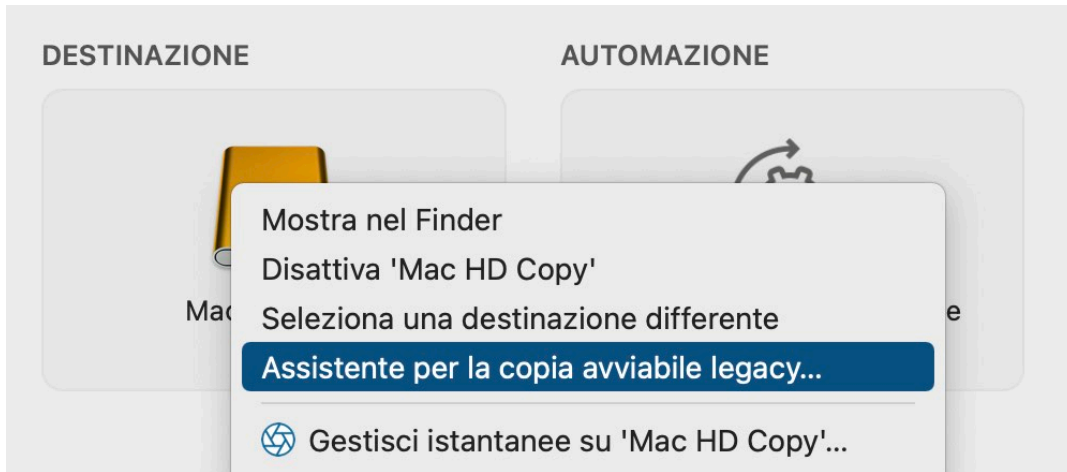 DESTINAZIONE
AUTOMAZIONE
Mostra nel Finder
Disattiva 'Mac HD Copy'
Seleziona una destinazione differente
Assistente per la copia avviabile legacy...
Gestisci istantanee su 'Mac HD Copy'...